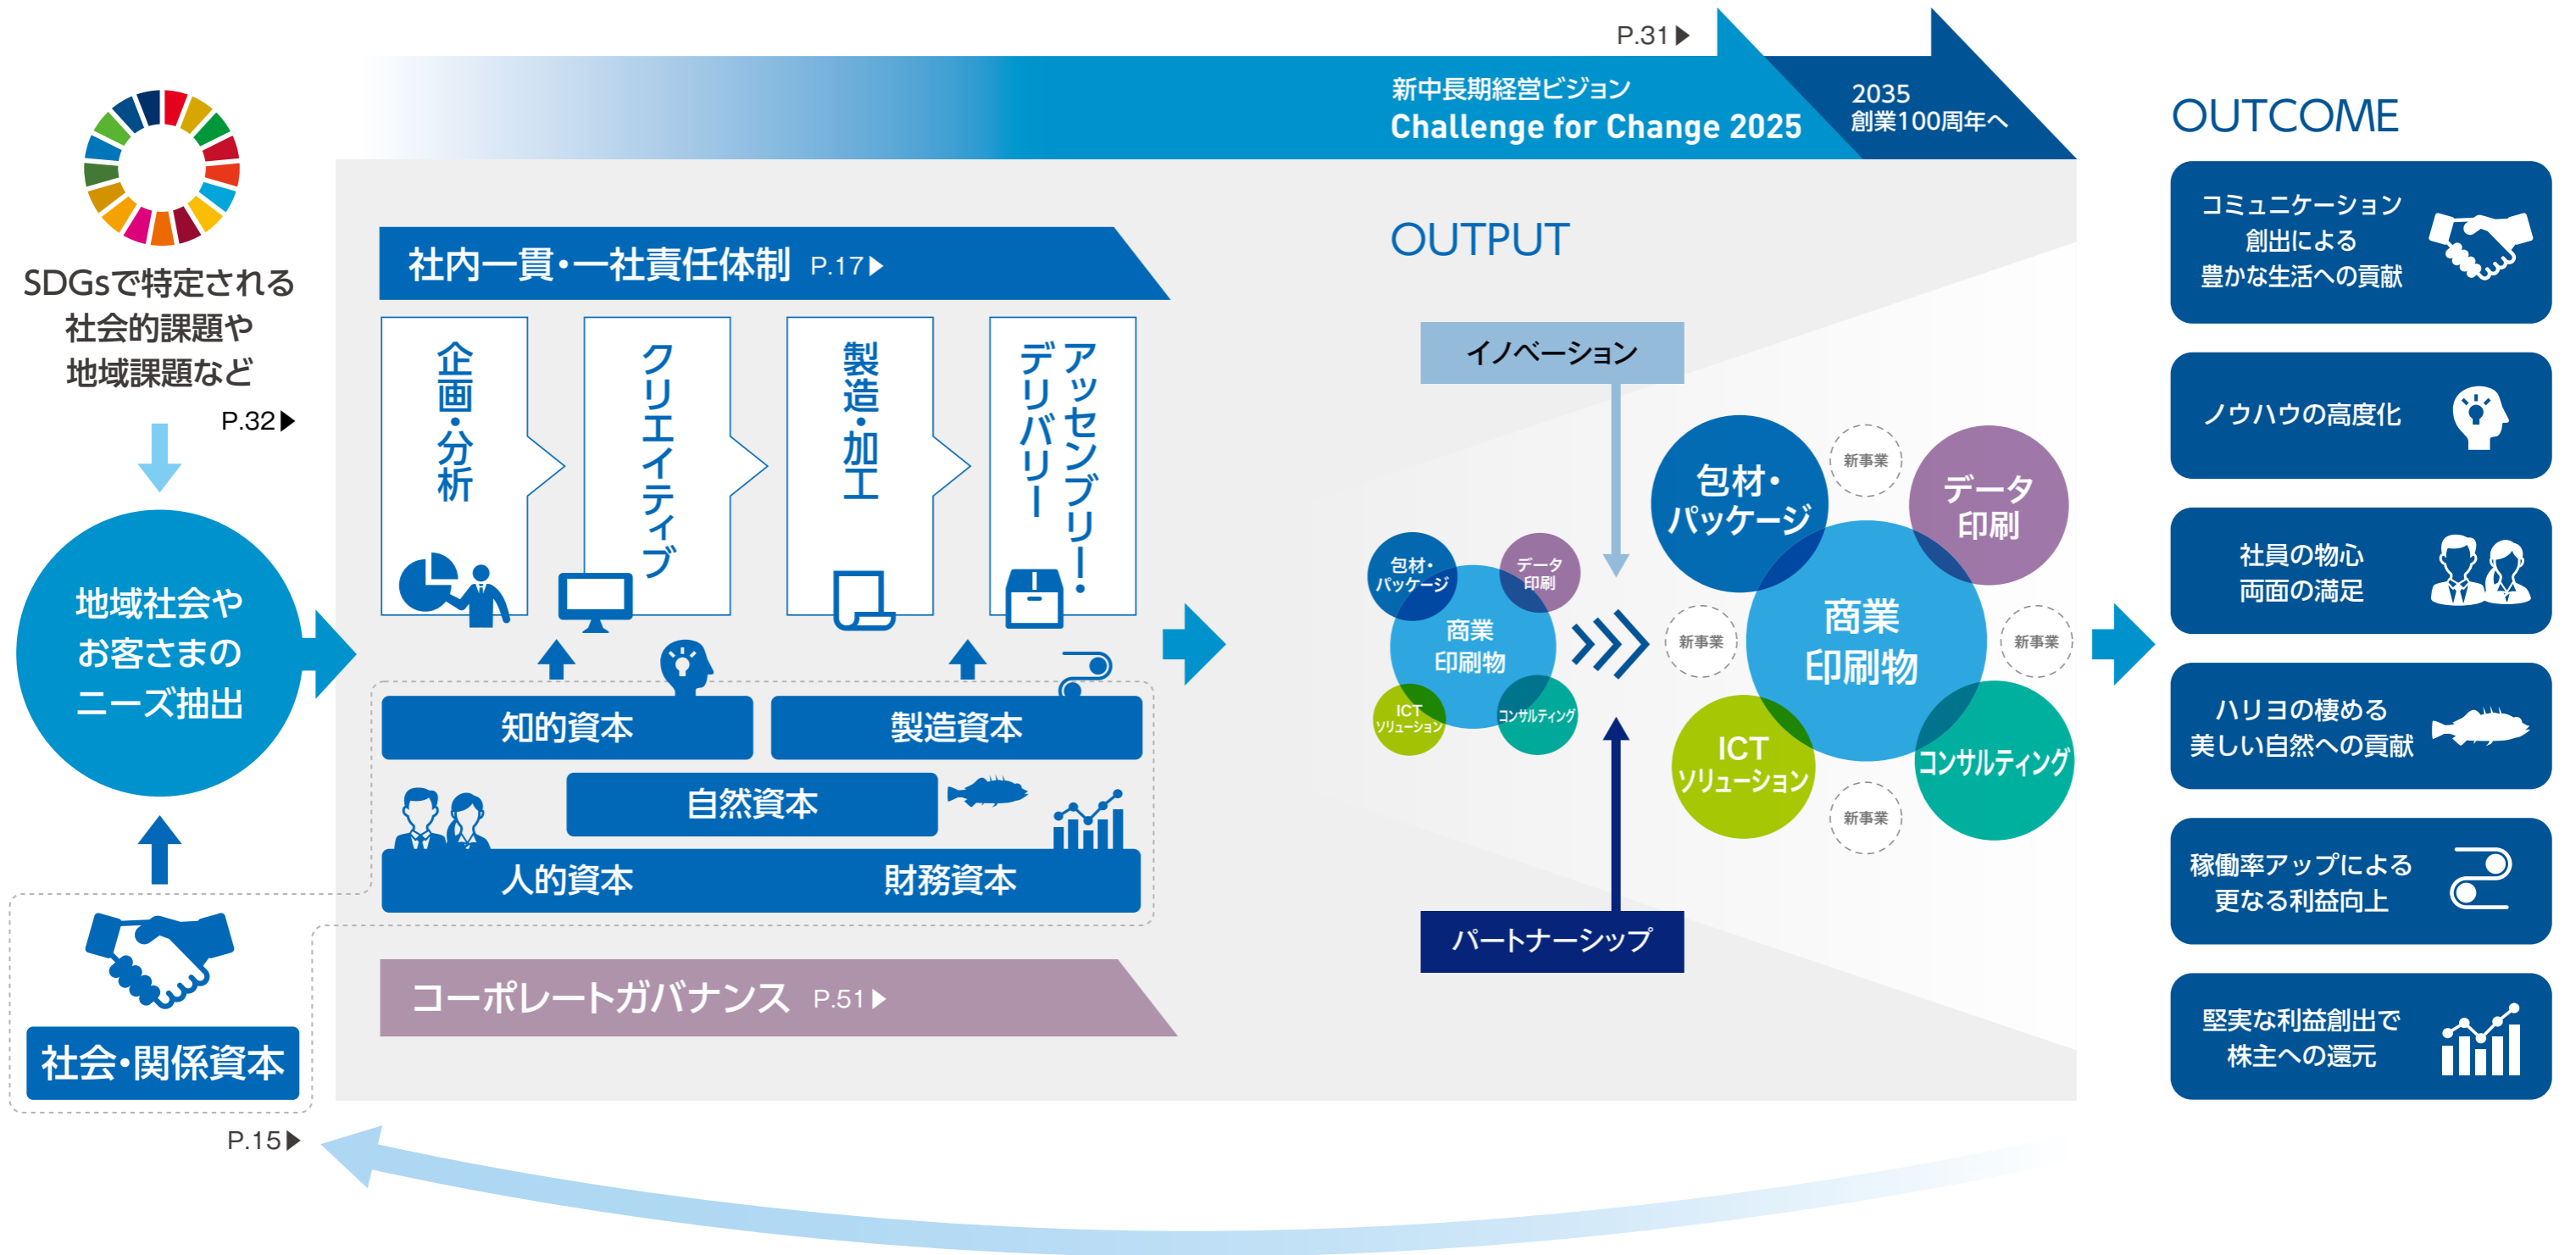 P.31▶
新中長期経営ビジョン
Challenge for Change 2025
2035
創業100周年へ
SDGsで特定される
社会的課題や
地域課題など
P.32▶
地域社会や
お客さまの
ニーズ抽出
社会・関係資本
P.15▶
社内一貫・一社責任体制 P.17▶
企画・分析
クリエイティブ
製造・加工
アッセンブリー・
デリバリー
知的資本
製造資本
自然資本
人的資本
財務資本
コーポレートガバナンス P.51▶
OUTPUT
イノベーション
包材・
パッケージ
データ
印刷
商業
印刷物
ICT
ソリューション
コンサルティング
パートナーシップ
包材・
パッケージ
新事業
データ
印刷
新事業
商業
印刷物
新事業
ICT
ソリューション
コンサルティング
新事業
OUTCOME
コミュニケーション
創出による
豊かな生活への貢献
ノウハウの高度化
社員の物心
両面の満足
ハリヨの棲める
美しい自然への貢献
稼働率アップによる
更なる利益向上
堅実な利益創出で
株主への還元